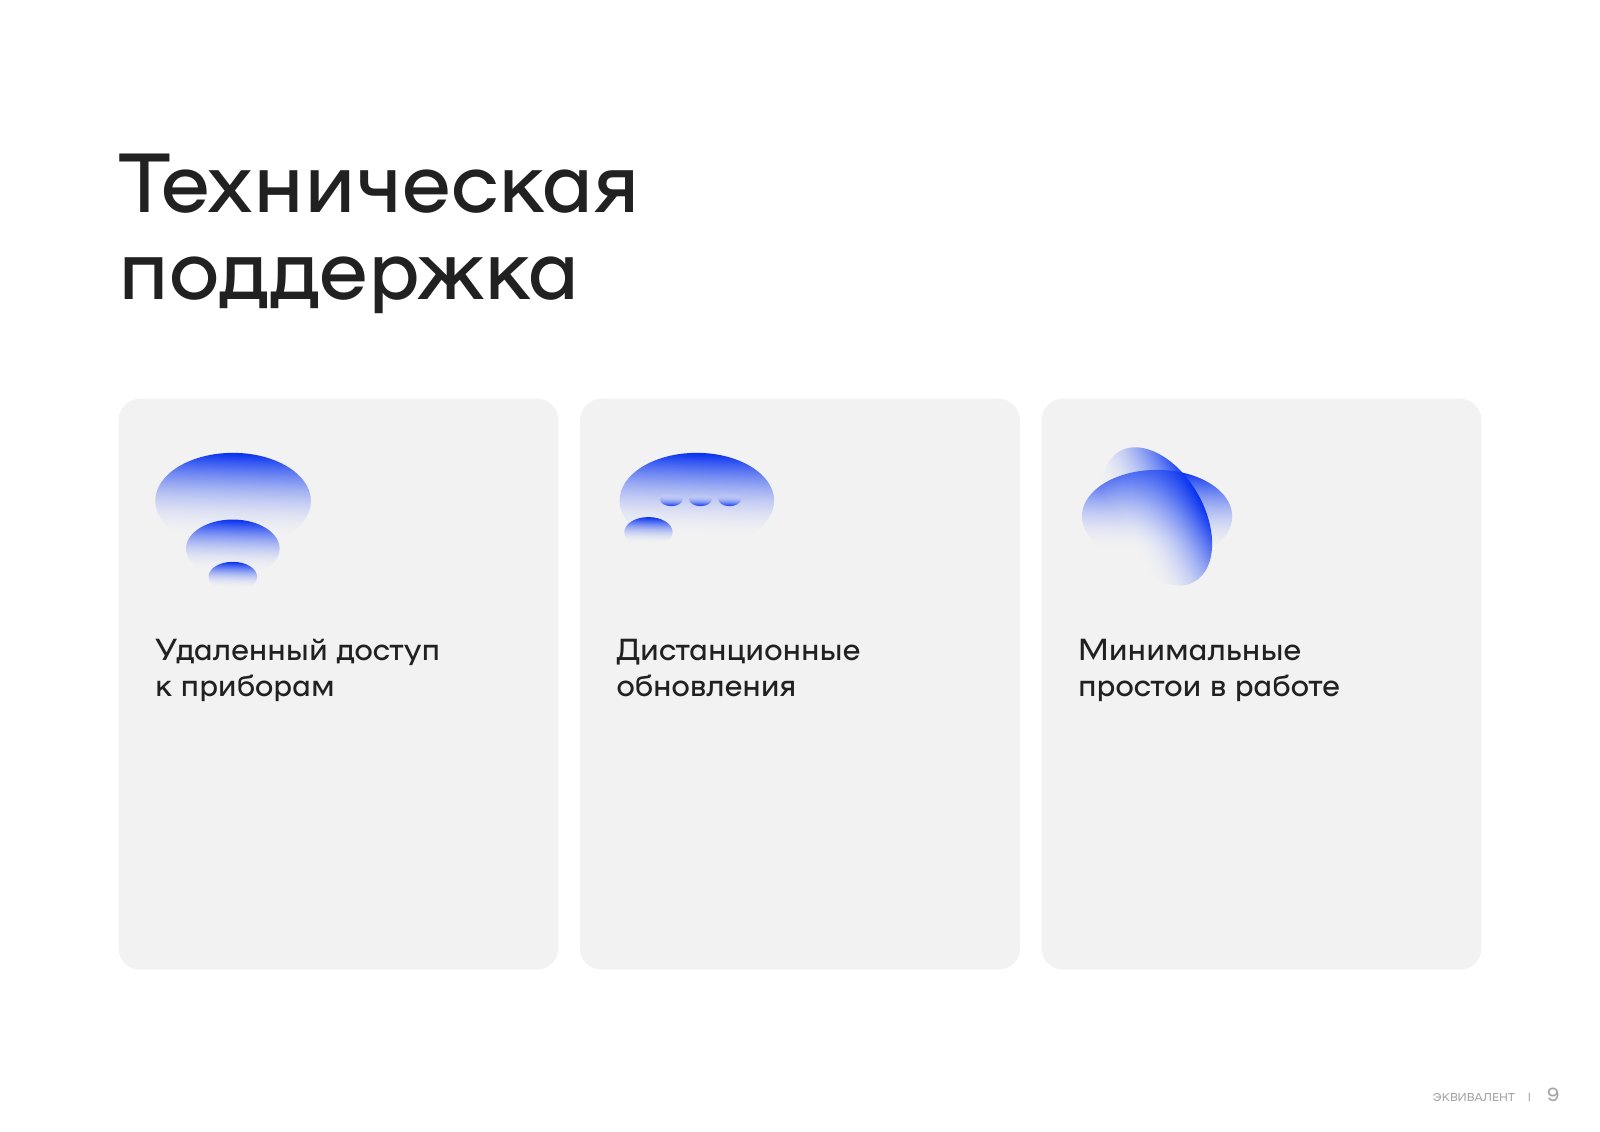 Техническая
поддержка
Удаленный доступ
к приборам
Дистанционные
обновления
Минимальные
простои в работе
ЭКВИВАЛЕНТ | 9